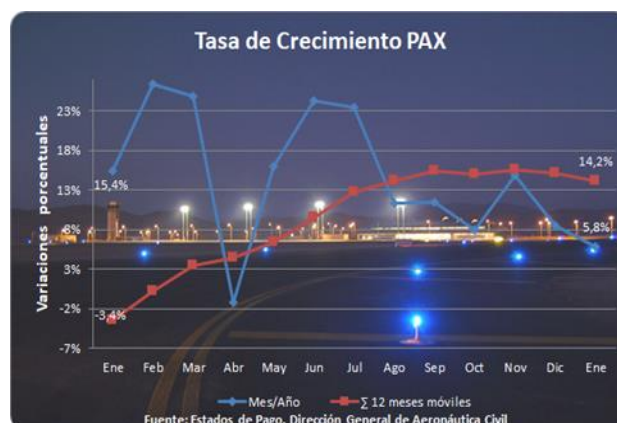 Tasa de Crecimiento PAX
Variaciones porcentuales
23%
18%
13%
8%
3%
-2%
-7%
15,4%
-3,4%
14,2%
5,8%
Ene Feb Mar Abr May Jun Jul Ago Sep Oct Nov Dic Ene
Mes/Año ∑ 12 meses móviles
Fuente: Estados de Pago, Dirección General de Aeronáutica Civil